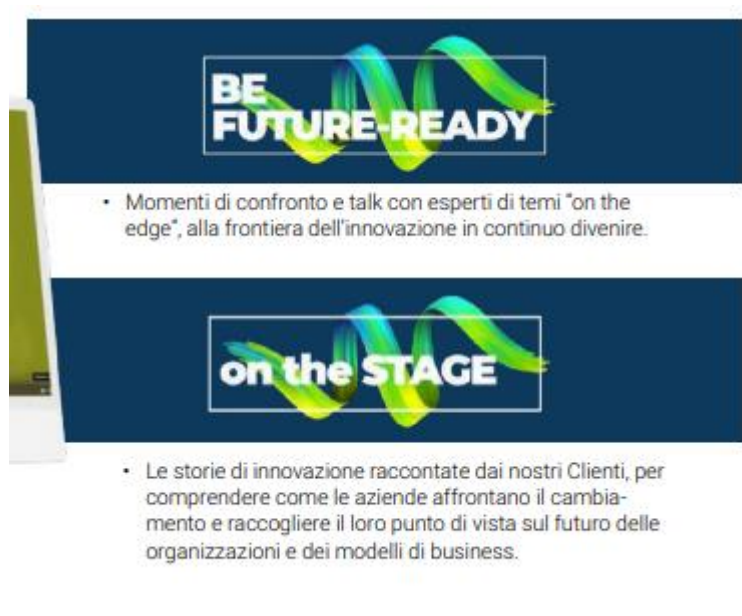 BE
FUTURE-READY
• Momenti di confronto e talk con esperti di temi “on the
edge”, alla frontiera dell’innovazione in continuo divenire.
on the STAGE
• Le storie di innovazione raccontate dai nostri Clienti, per
comprendere come le aziende affrontano il cambia-
mento e raccogliere il loro punto di vista sul futuro delle
organizzazioni e dei modelli di business.